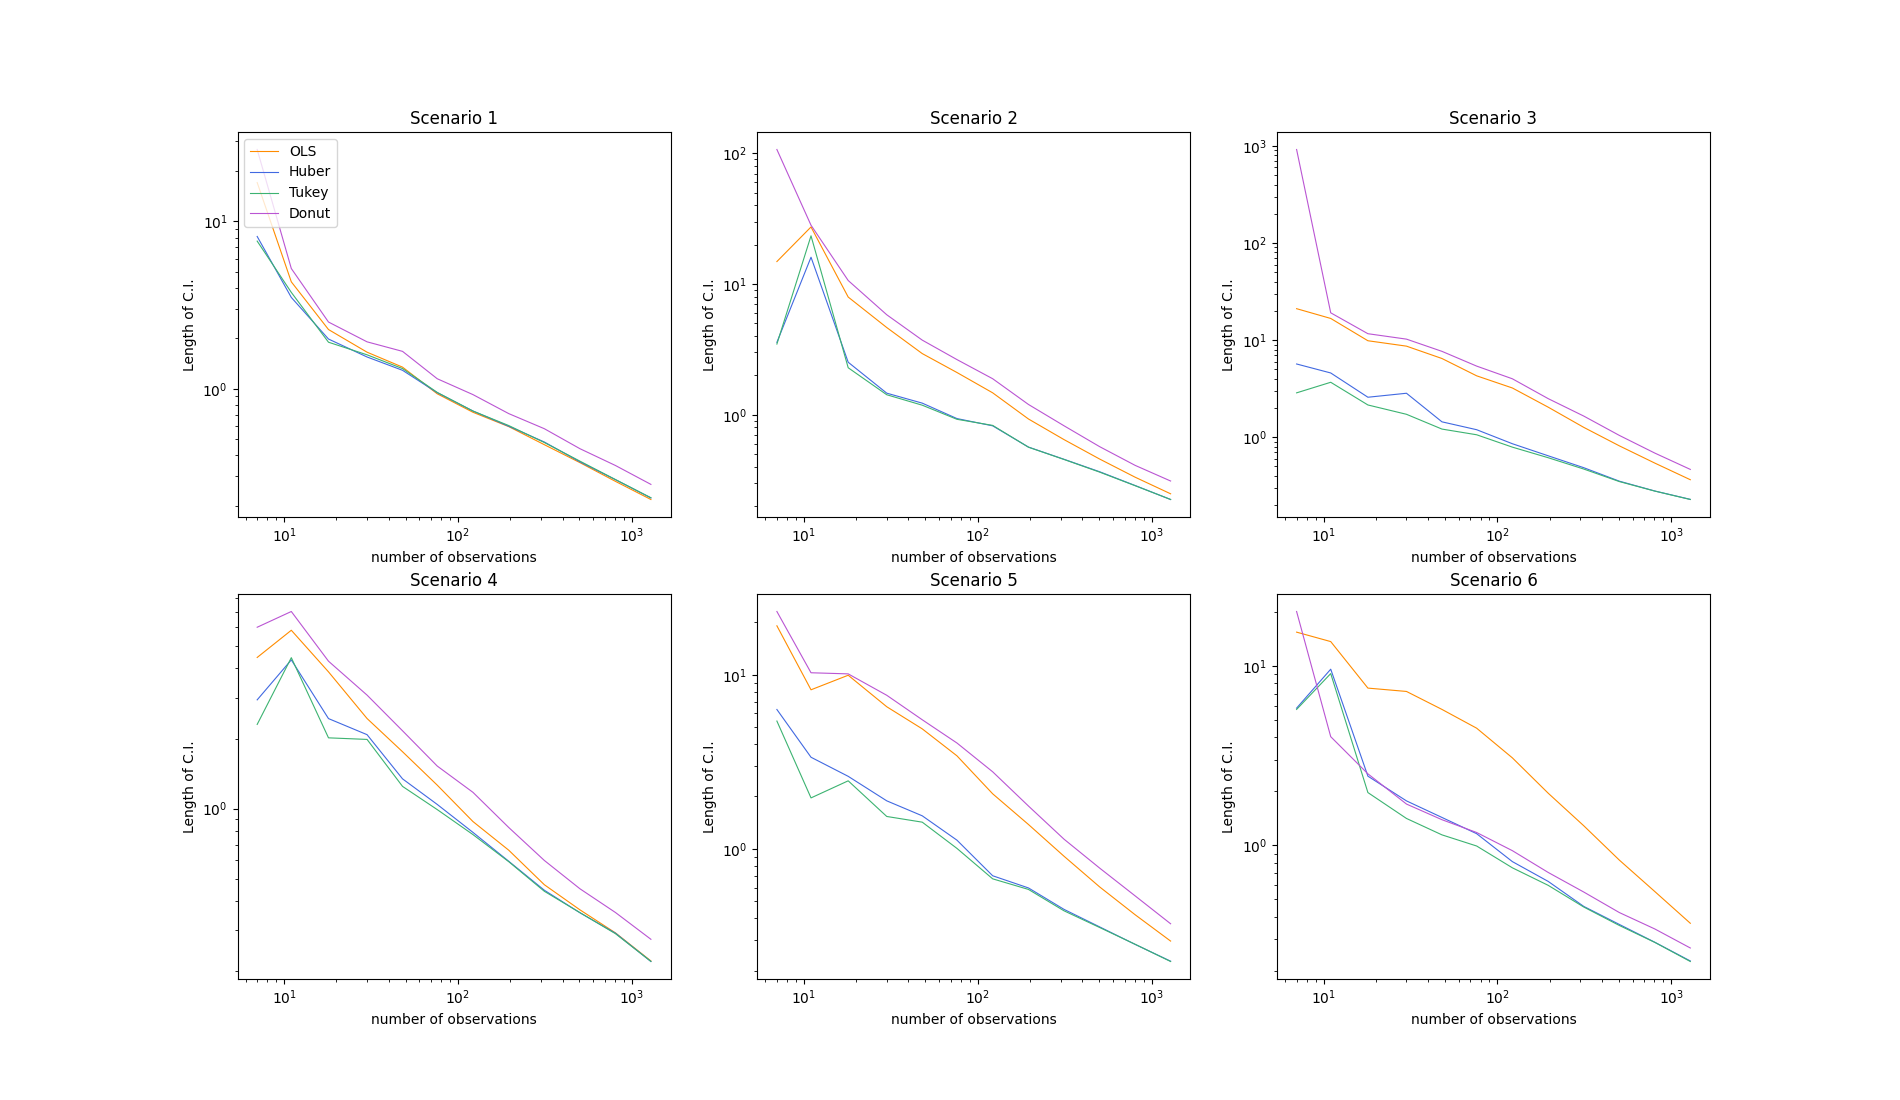 Scenario 1
10^1
10^0
Length of C.I.
OLS
Huber
Tukey
Donut
10^1 10^2 10^3
number of observations
Scenario 2
10^2
10^1
10^0
Length of C.I.
10^1 10^2 10^3
number of observations
Scenario 3
10^3
10^2
10^1
10^0
Length of C.I.
10^1 10^2 10^3
number of observations
Scenario 4
10^0
Length of C.I.
10^1 10^2 10^3
number of observations
Scenario 5
10^1
10^0
Length of C.I.
10^1 10^2 10^3
number of observations
Scenario 6
10^1
10^0
Length of C.I.
10^1 10^2 10^3
number of observations